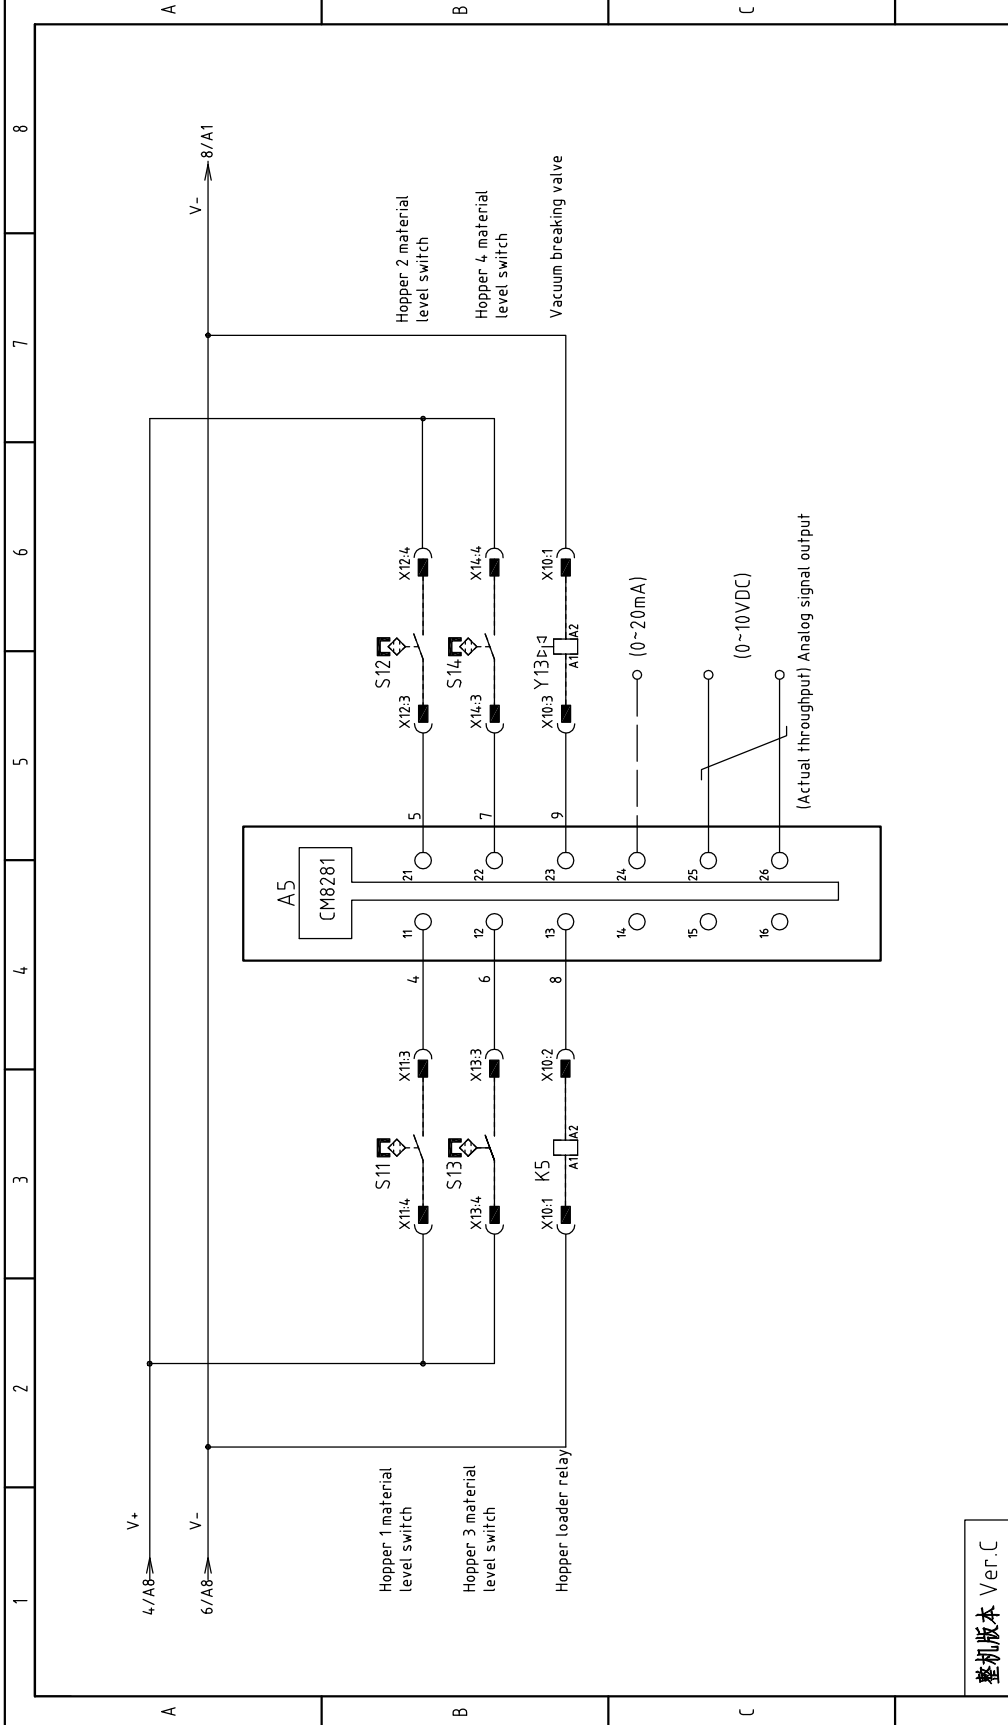 1
2
3
4
5
6
7
8
A
A
B
B
C
C
4/A8
V+
6/A8
V-
V-
8/A1
Hopper 1 material
level switch
Hopper 3 material
level switch
Hopper loader relay
X11:4
S11
X11:3
4
X13:4
S13
X13:3
6
X10:1
K5
A1
A2
X10:2
8
A5
CM8281
11
12
13
14
15
16
21
22
23
24
25
26
5
X12:3
S12
X12:4
7
X14:3
S14
X14:4
9
X10:3
Y13
A1
A2
X10:1
Hopper 2 material
level switch
Hopper 4 material
level switch
Vacuum breaking valve
(0~20mA)
(0~10VDC)
(Actual throughput) Analog signal output
整机版本 Ver.C